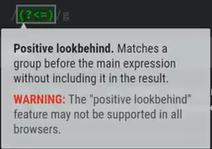 /(?<=)/g
Positive lookbehind. Matches a
group before the main expression
without including it in the result.
WARNING: The "positive lookbehind"
feature may not be supported in all
browsers.